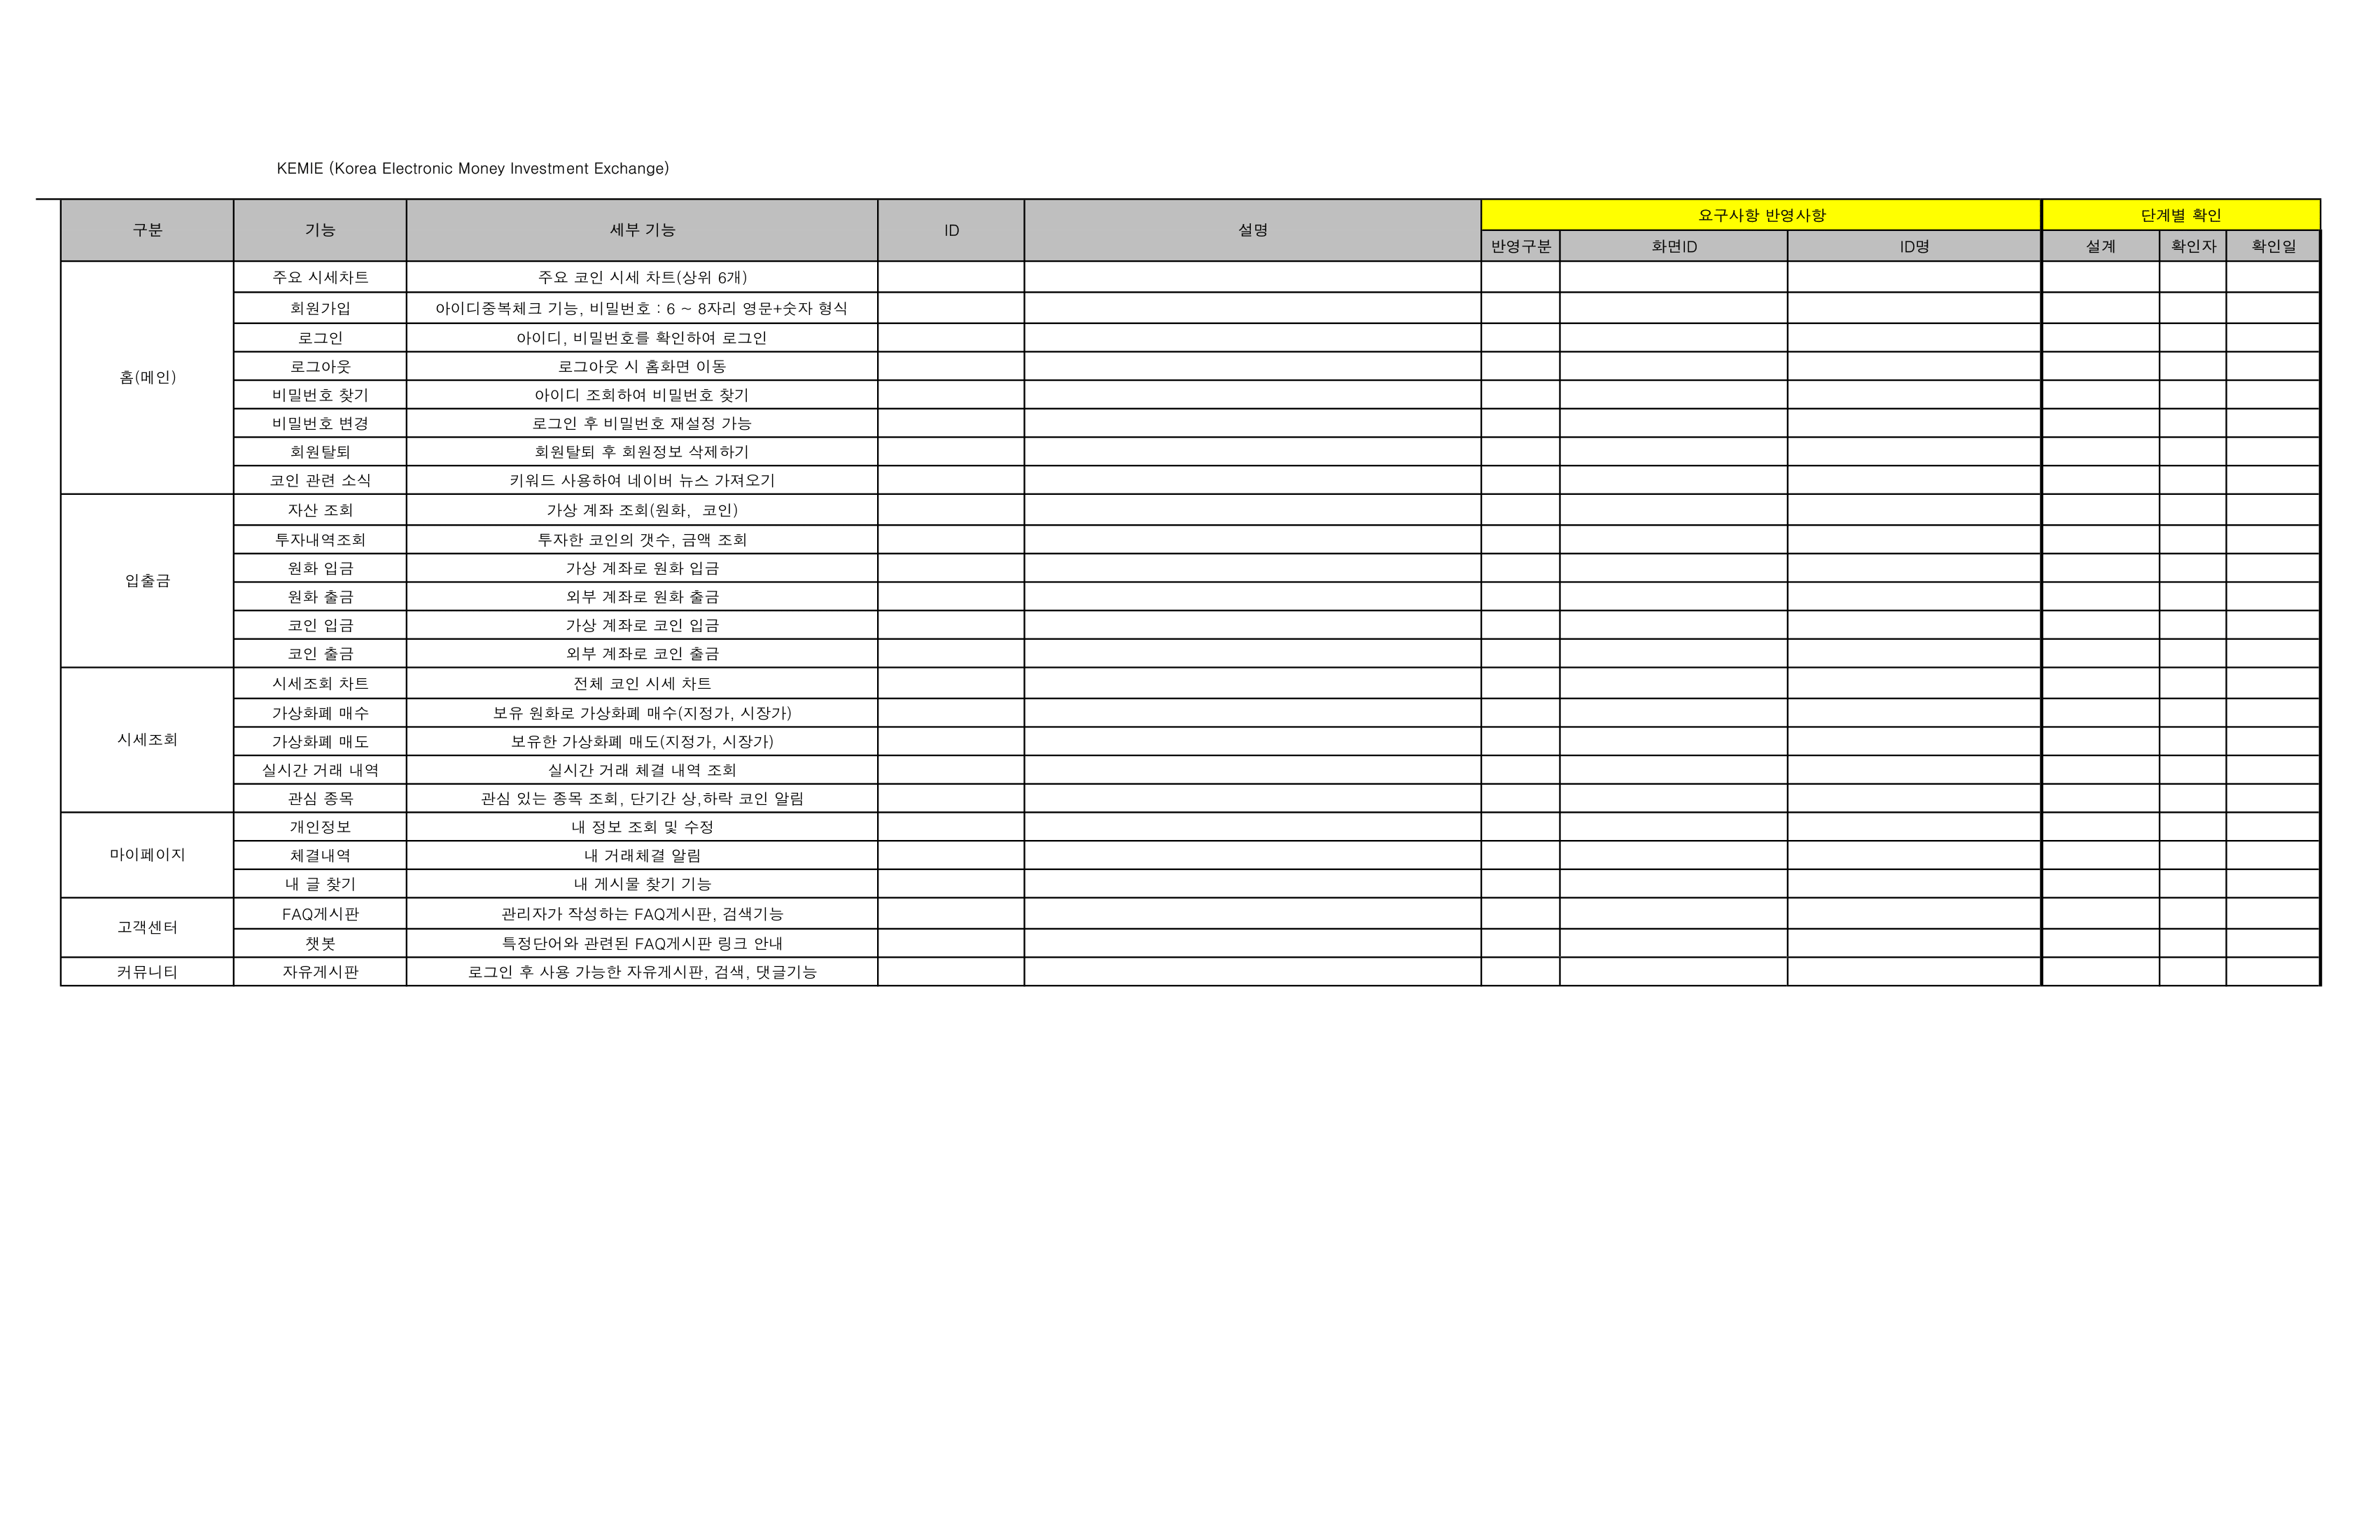 KEMIE (Korea Electronic Money Investment Exchange)
구분 기능 세부 기능 ID 설명 요구사항 반영사항 단계별 확인
반영구분 화면ID ID명 설계 확인자 확인일
홈(메인)
주요 시세차트 주요 코인 시세 차트(상위 6개)
회원가입 아이디중복체크 기능, 비밀번호 : 6 ~ 8자리 영문+숫자 형식
로그인 아이디, 비밀번호를 확인하여 로그인
로그아웃 로그아웃 시 홈화면 이동
비밀번호 찾기 아이디 조회하여 비밀번호 찾기
비밀번호 변경 로그인 후 비밀번호 재설정 가능
회원탈퇴 회원탈퇴 후 회원정보 삭제하기
코인 관련 소식 키워드 사용하여 네이버 뉴스 가져오기
입출금
자산 조회 가상 계좌 조회(원화, 코인)
투자내역조회 투자한 코인의 갯수, 금액 조회
원화 입금 가상 계좌로 원화 입금
원화 출금 외부 계좌로 원화 출금
코인 입금 가상 계좌로 코인 입금
코인 출금 외부 계좌로 코인 출금
시세조회
시세조회 차트 전체 코인 시세 차트
가상화폐 매수 보유 원화로 가상화폐 매수(지정가, 시장가)
가상화폐 매도 보유한 가상화폐 매도(지정가, 시장가)
실시간 거래 내역 실시간 거래 체결 내역 조회
관심 종목 관심 있는 종목 조회, 단기간 상,하락 코인 알림
마이페이지
개인정보 내 정보 조회 및 수정
체결내역 내 거래체결 알림
내 글 찾기 내 게시물 찾기 기능
고객센터
FAQ게시판 관리자가 작성하는 FAQ게시판, 검색기능
챗봇 특정단어와 관련된 FAQ게시판 링크 안내
커뮤니티 자유게시판 로그인 후 사용 가능한 자유게시판, 검색, 댓글기능